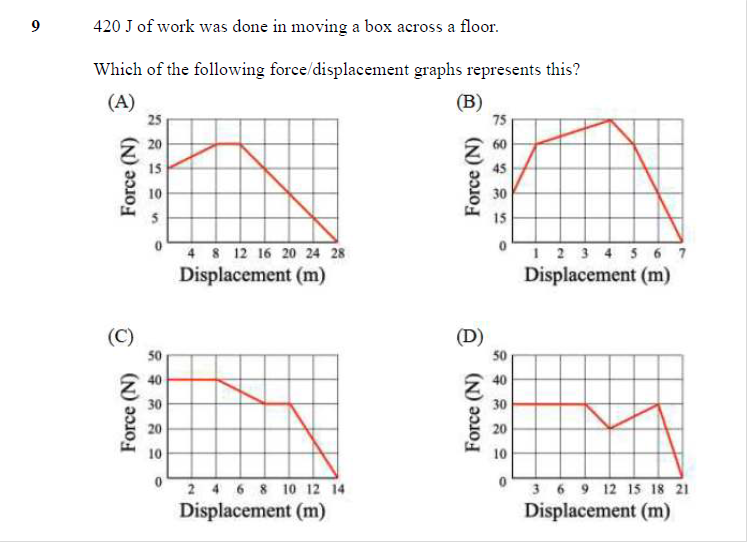 9 420 J of work was done in moving a box across a floor.
Which of the following force/displacement graphs represents this?
(A)
25
20
15
10
5
0
Force (N)
4 8 12 16 20 24 28
Displacement (m)
(B)
75
60
45
30
15
0
Force (N)
1 2 3 4 5 6 7
Displacement (m)
(C)
50
40
30
20
10
0
Force (N)
2 4 6 8 10 12 14
Displacement (m)
(D)
50
40
30
20
10
0
Force (N)
3 6 9 12 15 18 21
Displacement (m)